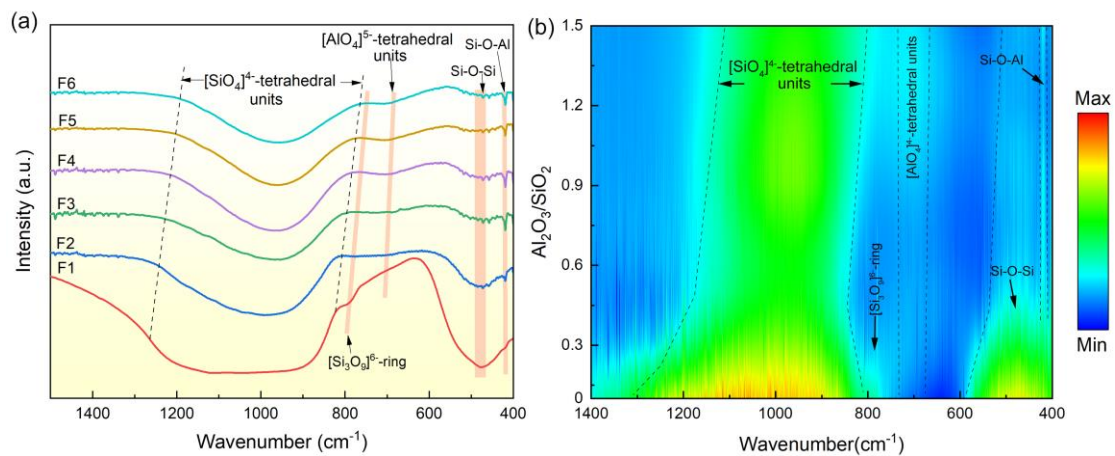 (a)
[AlO₄]⁵⁻-tetrahedral
units
Si-O-Al
Si-O-Si
[SiO₄]⁴⁻-tetrahedral
units
F6
F5
F4
F3
F2
F1
[Si₃O₉]⁶⁻-ring
Intensity (a.u.)
1400 1200 1000 800 600 400
Wavenumber (cm⁻¹)
(b)
1.5
1.2
0.9
0.6
0.3
0
Al₂O₃/SiO₂
[SiO₄]⁴⁻-tetrahedral
units
[AlO₄]⁴⁻-tetrahedral units
Si-O-Al
[Si₃O₉]⁶⁻-ring
Si-O-Si
1400 1200 1000 800 600 400
Wavenumber(cm⁻¹)
Max
Min